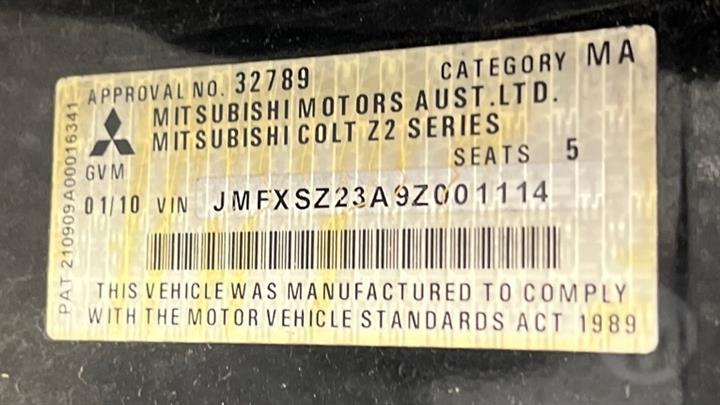 APPROVAL NO. 32789 CATEGORY MA
MITSUBISHI MOTORS AUST.LTD.
MITSUBISHI COLT Z2 SERIES
GVM SEATS 5
01/10 VIN JMFXSZ23A9Z001114
THIS VEHICLE WAS MANUFACTURED TO COMPLY
WITH THE MOTOR VEHICLE STANDARDS ACT 1989
PAT 210909A00016341